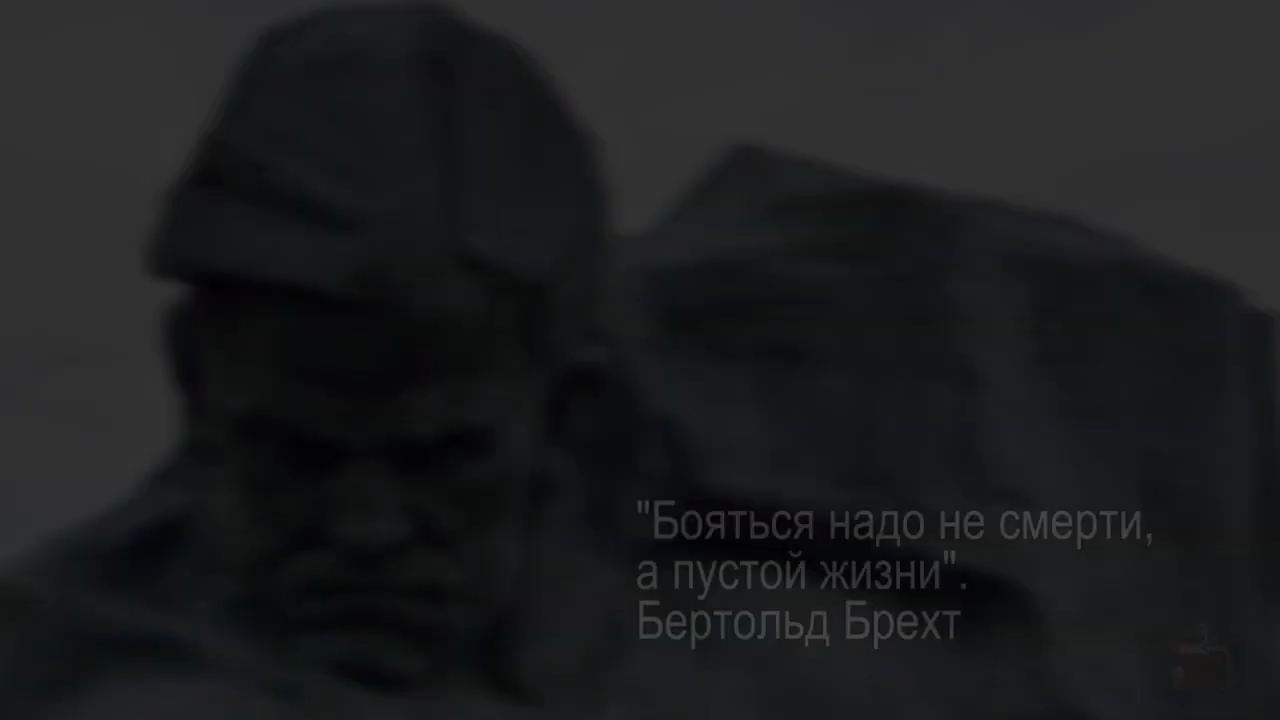 "Бояться надо не смерти,
а пустой жизни".
Бертольд Брехт